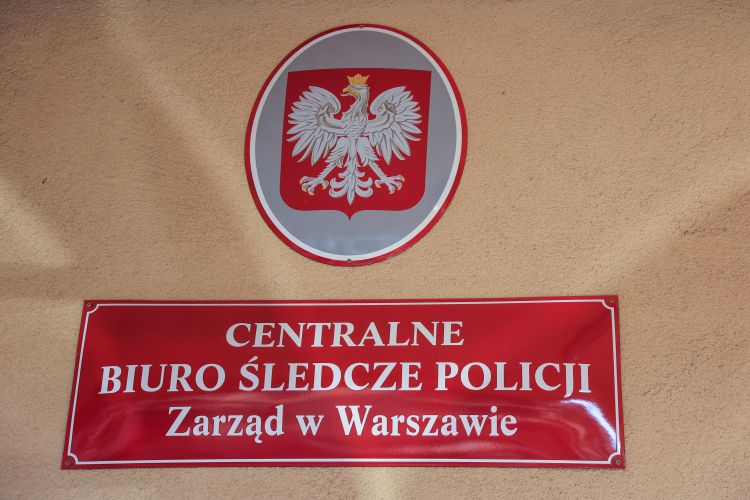 CENTRALNE
BIURO ŚLEDCZE POLICJI
Zarząd w Warszawie